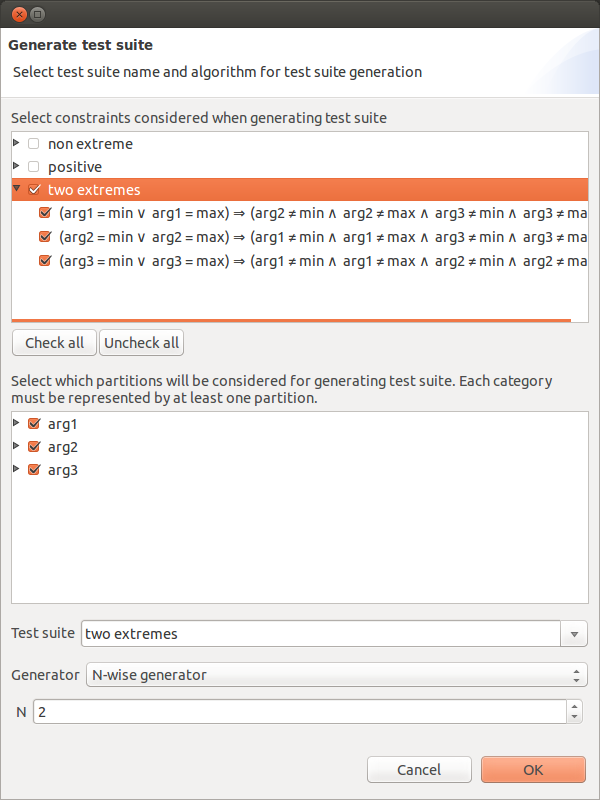 Generate test suite
Select test suite name and algorithm for test suite generation
Select constraints considered when generating test suite
non extreme
positive
two extremes
(arg1 = min ∨ arg1 = max) ⇒ (arg2 ≠ min ∧ arg2 ≠ max ∧ arg3 ≠ min ∧ arg3 ≠ ma
(arg2 = min ∨ arg2 = max) ⇒ (arg1 ≠ min ∧ arg1 ≠ max ∧ arg3 ≠ min ∧ arg3 ≠ ma
(arg3 = min ∨ arg3 = max) ⇒ (arg1 ≠ min ∧ arg1 ≠ max ∧ arg2 ≠ min ∧ arg2 ≠ ma
Check all Uncheck all
Select which partitions will be considered for generating test suite. Each category
must be represented by at least one partition.
arg1
arg2
arg3
Test suite two extremes
Generator N-wise generator
N 2
Cancel OK